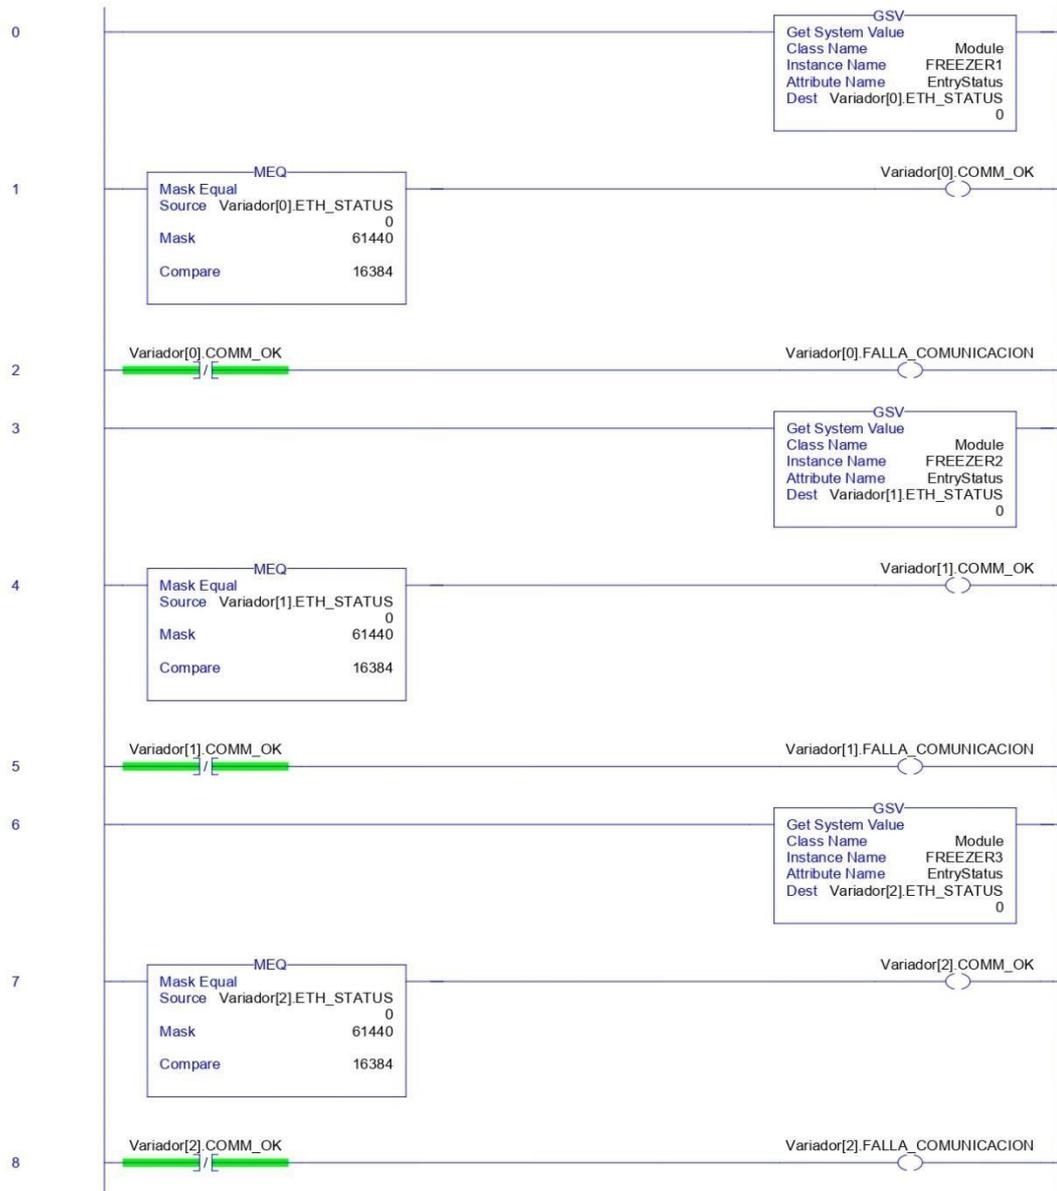 0
GSV
Get System Value
Class Name Module
Instance Name FREEZER1
Attribute Name EntryStatus
Dest Variador[0].ETH_STATUS
0
1
MEQ
Mask Equal
Source Variador[0].ETH_STATUS
0
Mask 61440
Compare 16384
Variador[0].COMM_OK
Variador[0].COMM_OK
Variador[0].FALLA_COMUNICACION
2
3
GSV
Get System Value
Class Name Module
Instance Name FREEZER2
Attribute Name EntryStatus
Dest Variador[1].ETH_STATUS
0
4
MEQ
Mask Equal
Source Variador[1].ETH_STATUS
0
Mask 61440
Compare 16384
Variador[1].COMM_OK
Variador[1].COMM_OK
Variador[1].FALLA_COMUNICACION
5
6
GSV
Get System Value
Class Name Module
Instance Name FREEZER3
Attribute Name EntryStatus
Dest Variador[2].ETH_STATUS
0
7
MEQ
Mask Equal
Source Variador[2].ETH_STATUS
0
Mask 61440
Compare 16384
Variador[2].COMM_OK
Variador[2].COMM_OK
Variador[2].FALLA_COMUNICACION
8